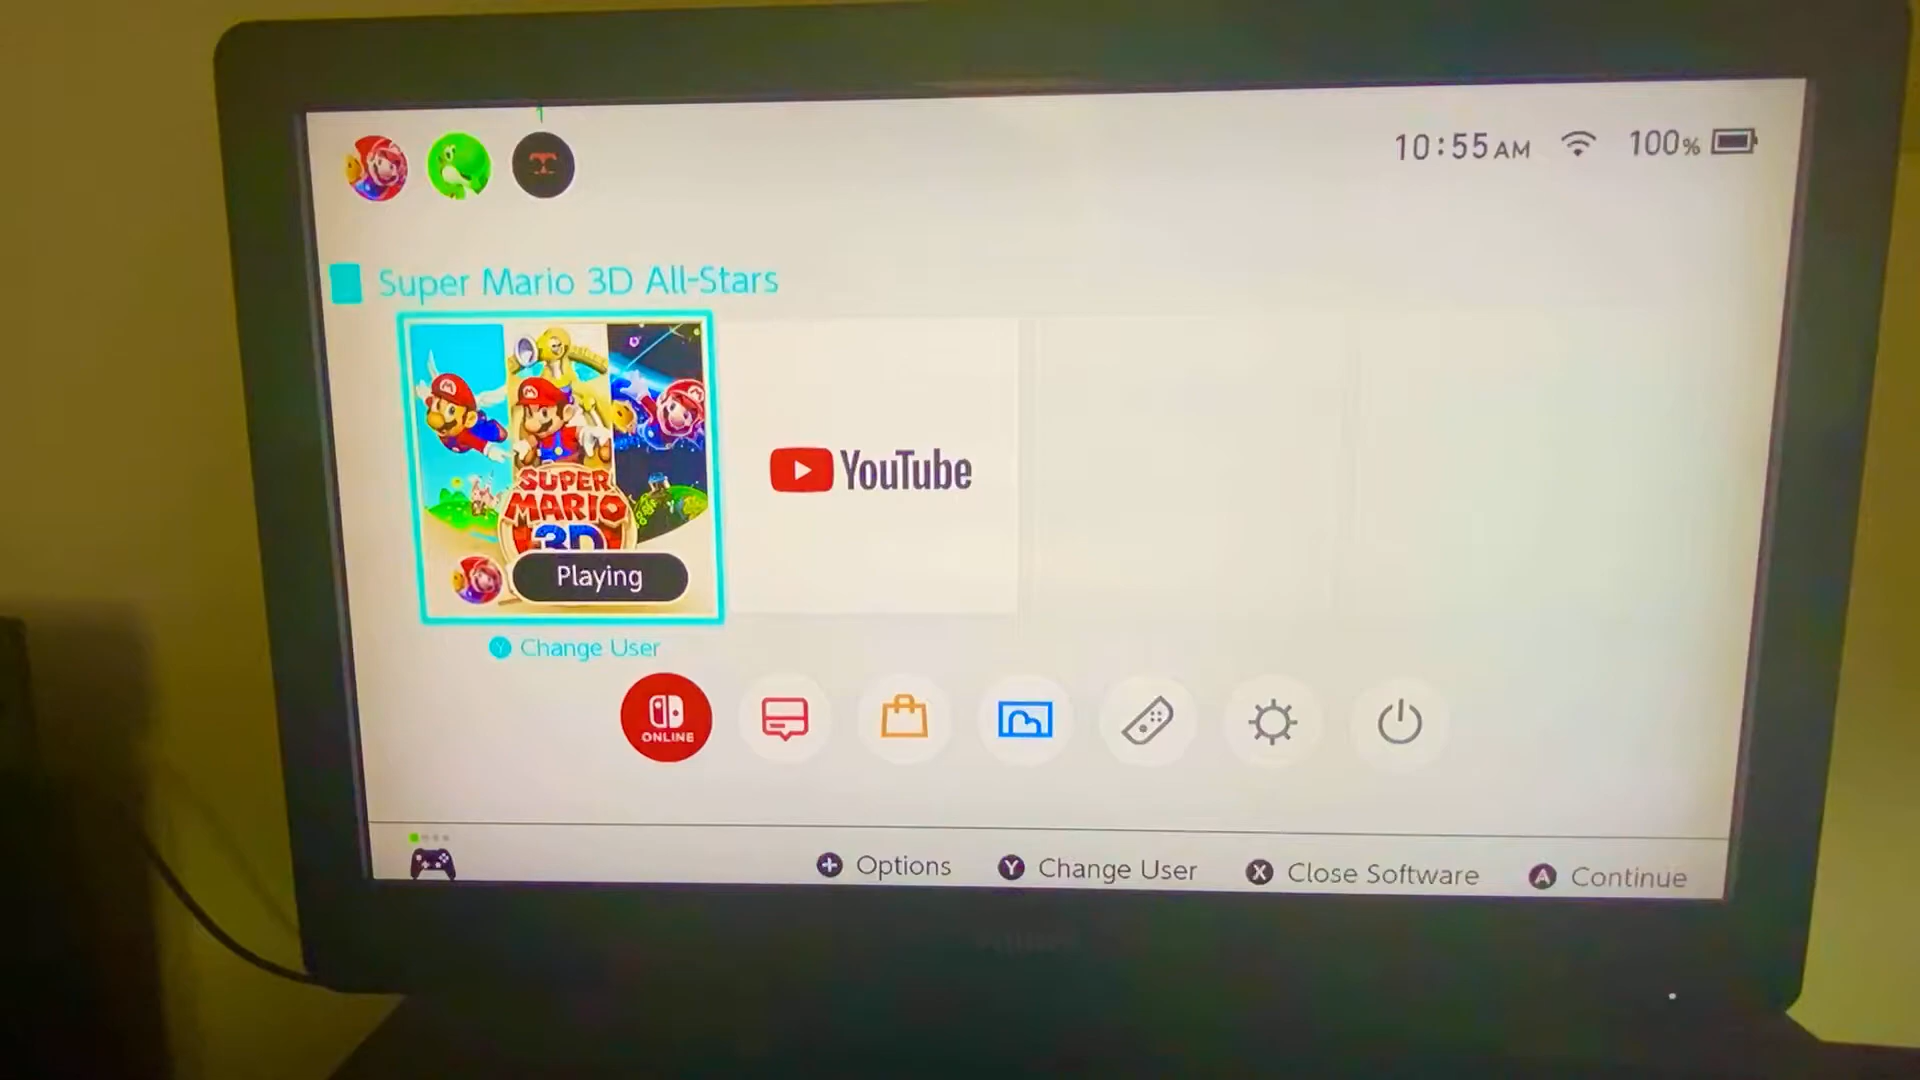 10:55 AM 100%
Super Mario 3D All-Stars
SUPER
MARIO
3D
Playing
YouTube
Y Change User
ONLINE
+ Options Y Change User X Close Software A Continue